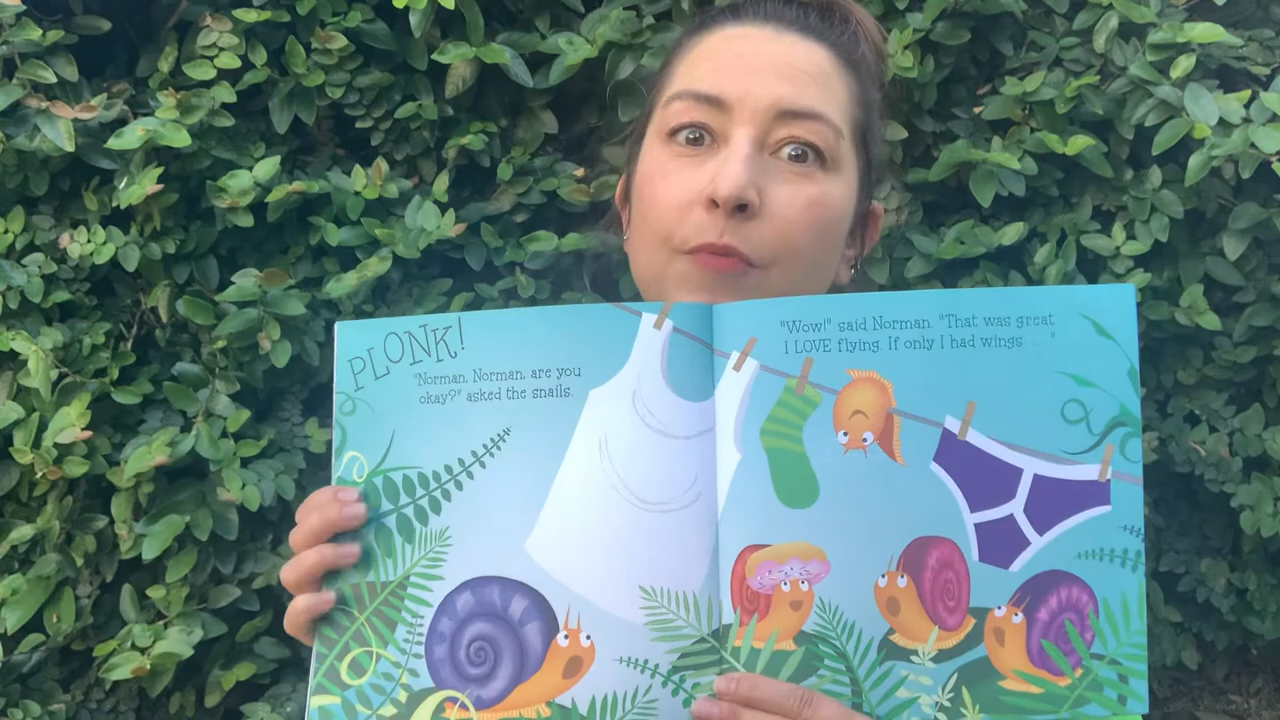 PLONK!
"Norman, Norman, are you
okay?" asked the snails.
"Wow!" said Norman. "That was great
I LOVE flying. If only I had wings . . . ."